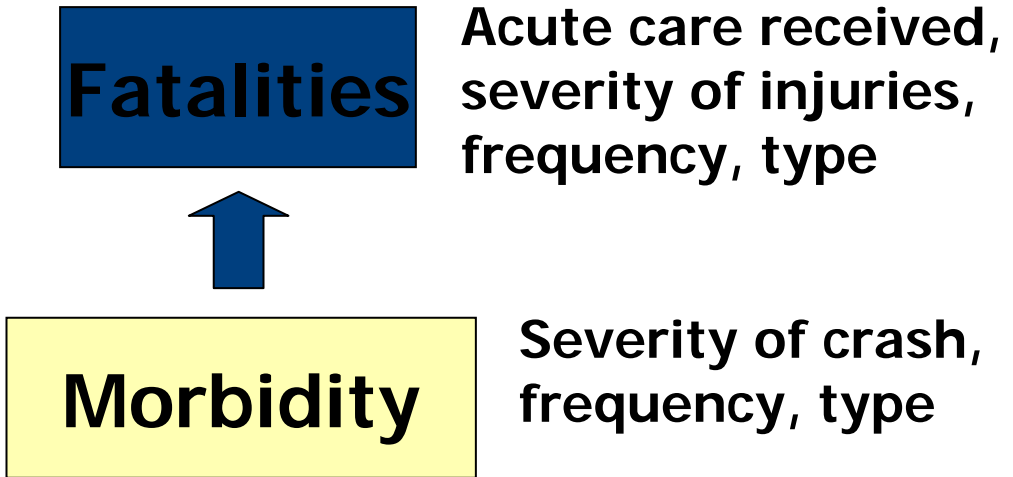 Fatalities
Acute care received,
severity of injuries,
frequency, type
Morbidity
Severity of crash,
frequency, type